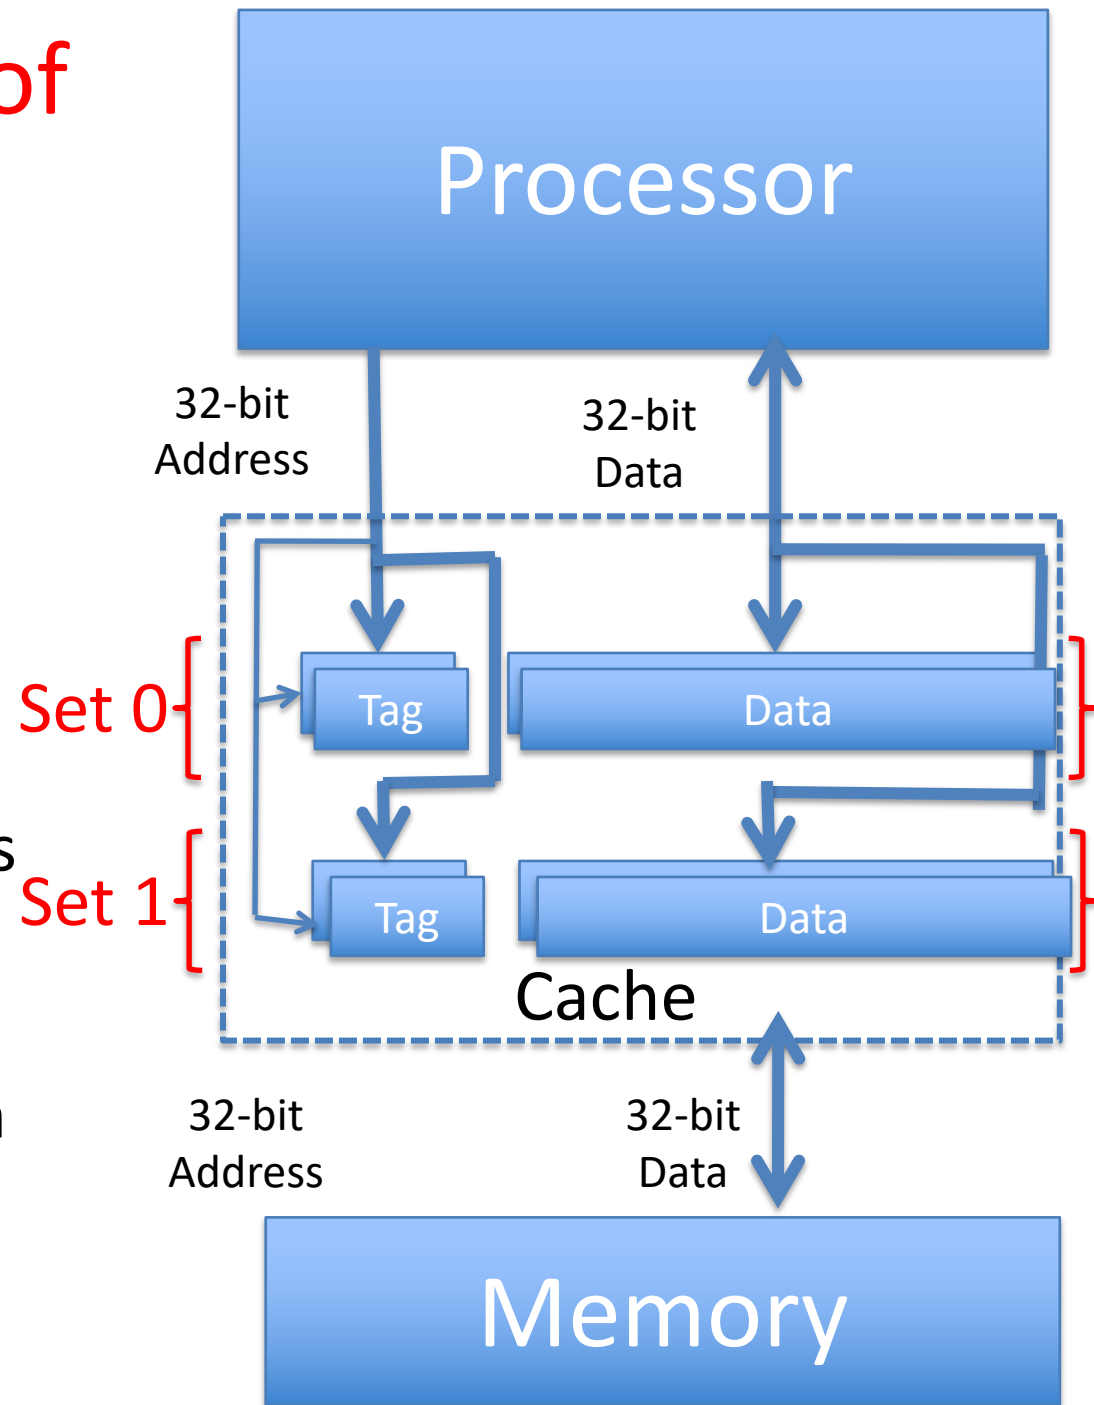 of
Processor
32-bit
Address
32-bit
Data
Set 0
Tag
Data
s
Set 1
Tag
Data
Cache
32-bit
Address
32-bit
Data
Memory